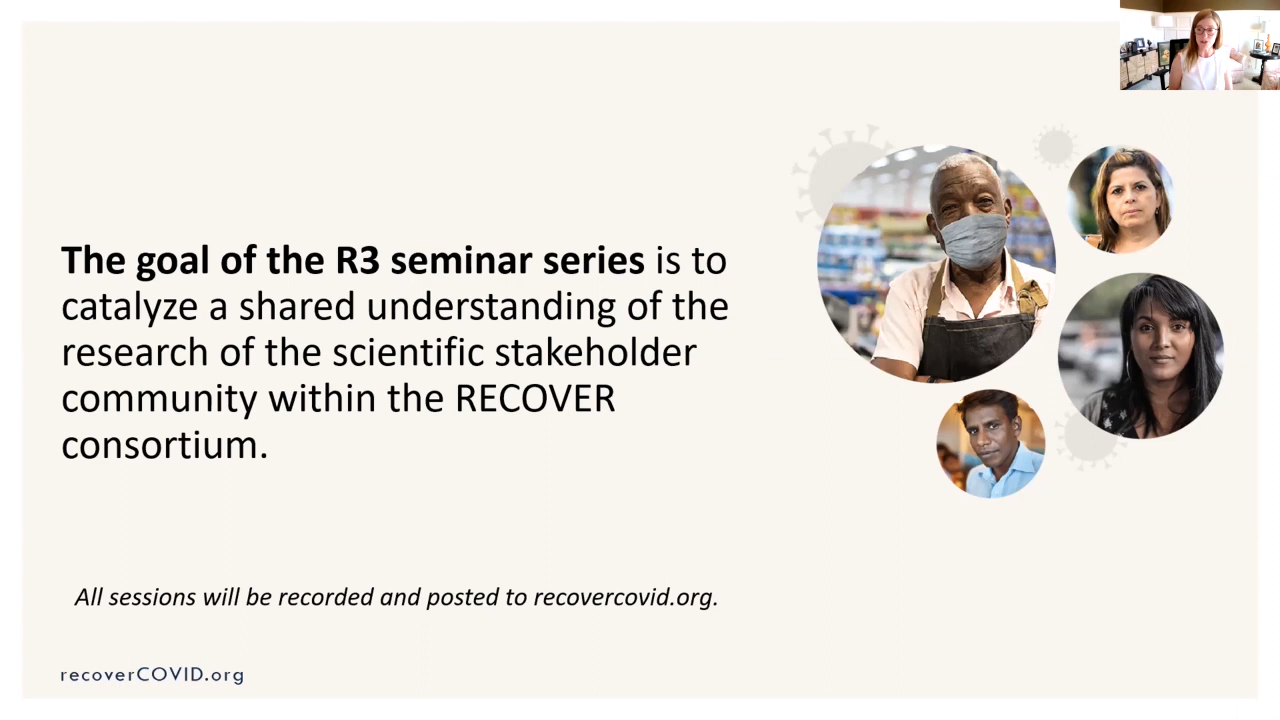 The goal of the R3 seminar series is to
catalyze a shared understanding of the
research of the scientific stakeholder
community within the RECOVER
consortium.
All sessions will be recorded and posted to recovercovid.org.
recoverCOVID.org